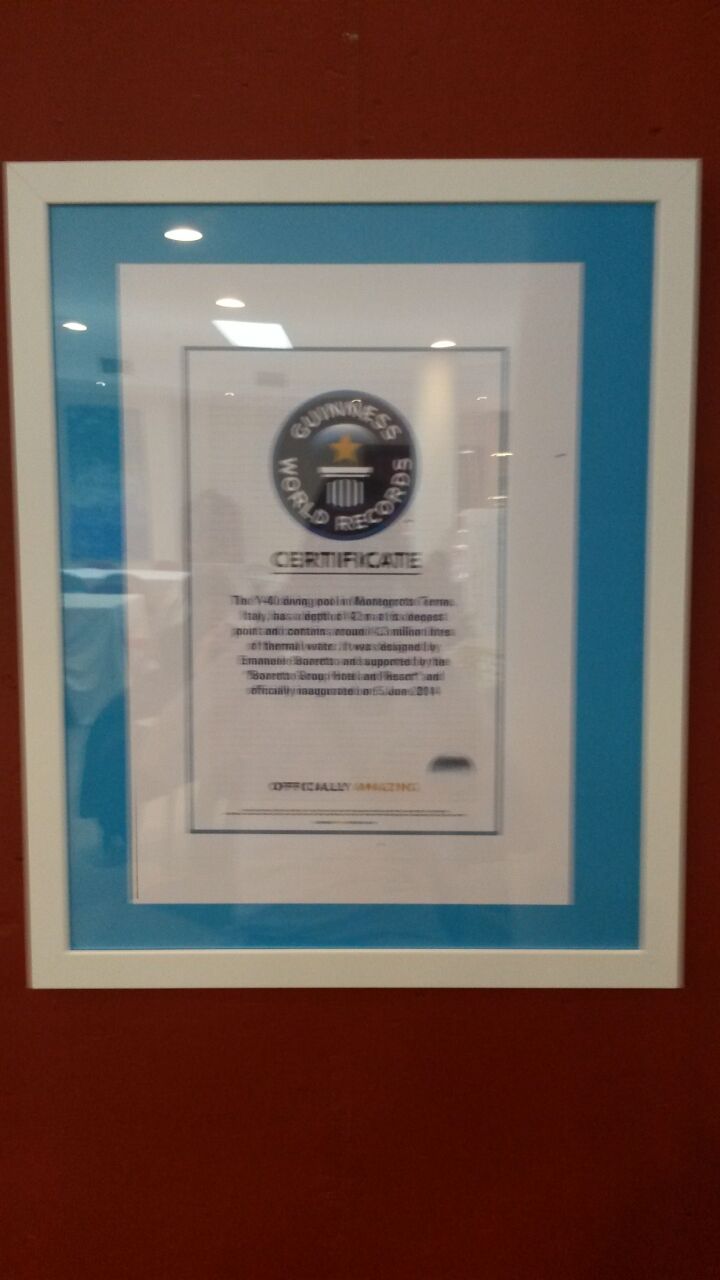 GUINNESS
WORLD RECORDS
CERTIFICATE
The Y-40 diving pool in Montegrotto Terme,
Italy, has a depth of 42 m at its deepest
point and contains around 4.3 million litres
of thermal water. It was designed by
Emanuele Boaretto and supported by the
"Boaretto Group Hotel and Resort" and
officially inaugurated on 5 June 2014
OFFICIALLY AMAZING